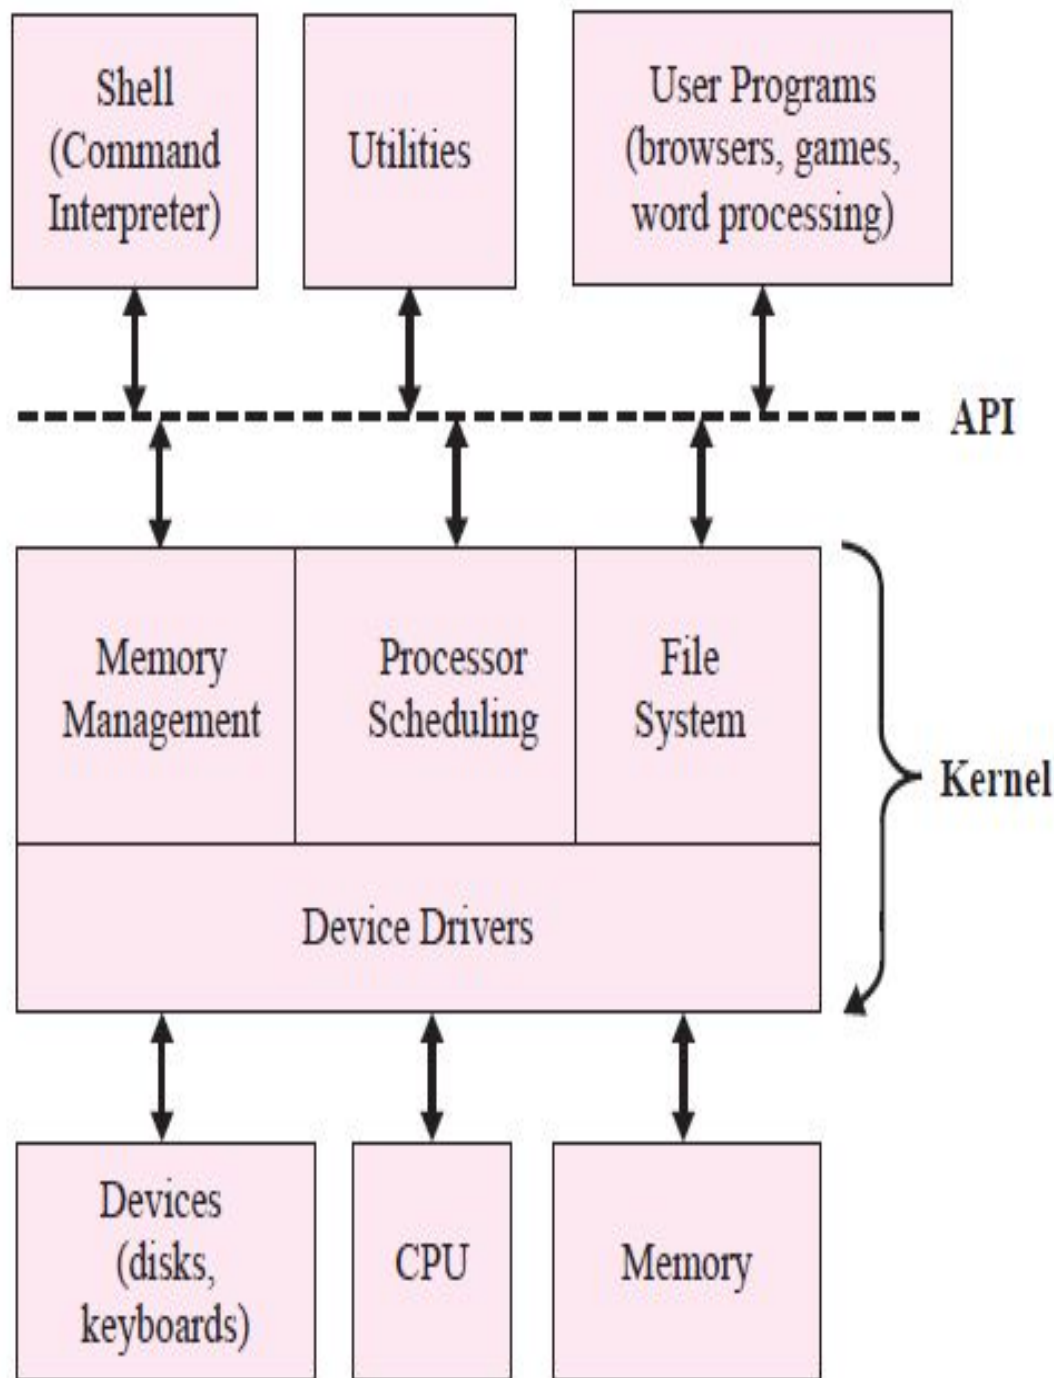 Shell
(Command
Interpreter)
Utilities
User Programs
(browsers, games,
word processing)
API
Memory
Management
Processor
Scheduling
File
System
Kernel
Device Drivers
Devices
(disks,
keyboards)
CPU
Memory